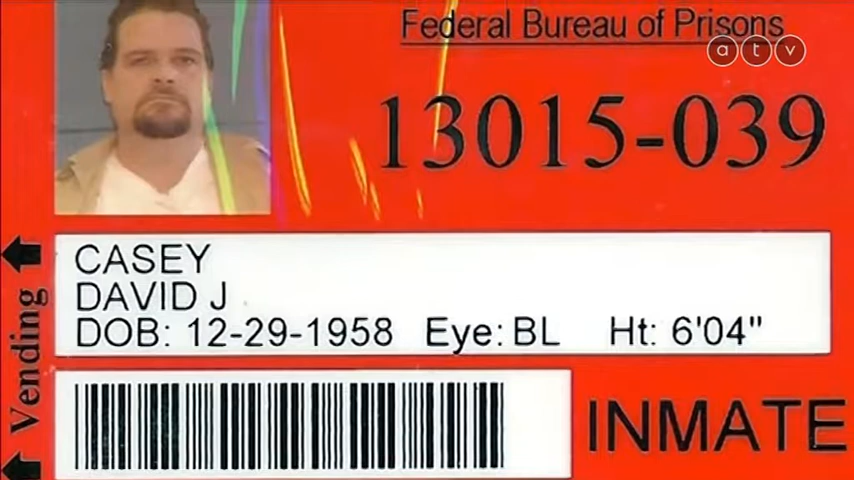 Federal Bureau of Prisons
atv
13015-039
CASEY
DAVID J
DOB: 12-29-1958 Eye: BL Ht: 6'04"
Vending
INMATE